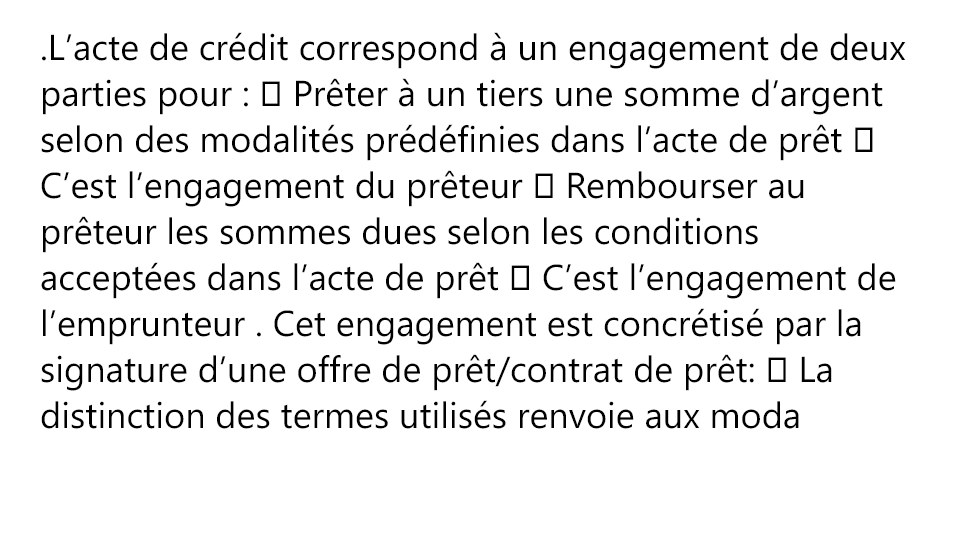 .L’acte de crédit correspond à un engagement de deux
parties pour :  Prêter à un tiers une somme d’argent
selon des modalités prédéfinies dans l’acte de prêt 
C’est l’engagement du prêteur  Rembourser au
prêteur les sommes dues selon les conditions
acceptées dans l’acte de prêt  C’est l’engagement de
l’emprunteur . Cet engagement est concrétisé par la
signature d’une offre de prêt/contrat de prêt:  La
distinction des termes utilisés renvoie aux moda